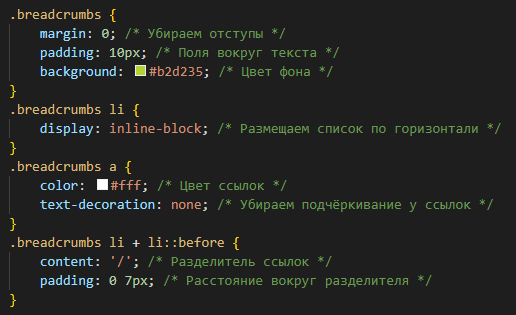 .breadcrumbs {
    margin: 0; /* Убираем отступы */
    padding: 10px; /* Поля вокруг текста */
    background: #b2d235; /* Цвет фона */
}
.breadcrumbs li {
    display: inline-block; /* Размещаем список по горизонтали */
}
.breadcrumbs a {
    color: #fff; /* Цвет ссылок */
    text-decoration: none; /* Убираем подчёркивание у ссылок */
}
.breadcrumbs li + li::before {
    content: '/'; /* Разделитель ссылок */
    padding: 0 7px; /* Расстояние вокруг разделителя */
}